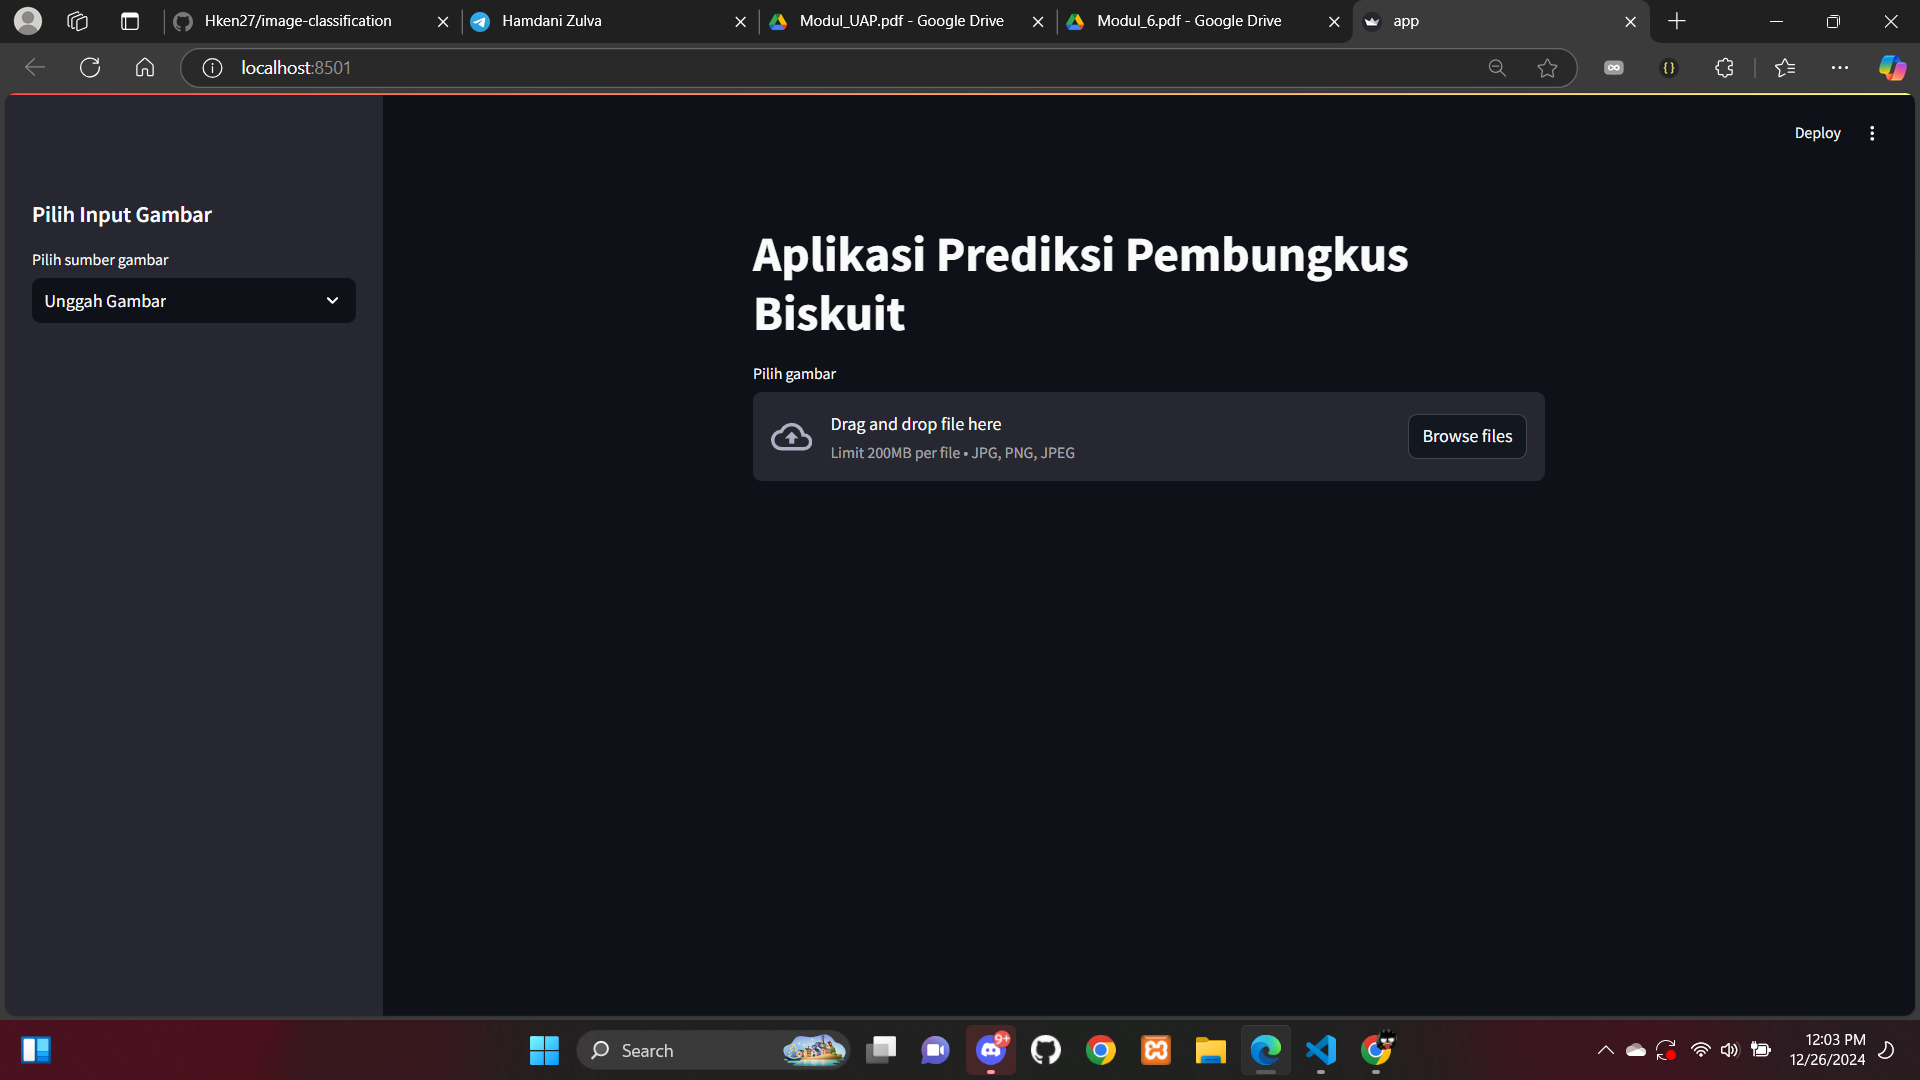 Hken27/image-classification
Hamdani Zulva
Modul_UAP.pdf - Google Drive
Modul_6.pdf - Google Drive
app
localhost:8501
Deploy
Pilih Input Gambar
Pilih sumber gambar
Unggah Gambar
Aplikasi Prediksi Pembungkus
Biskuit
Pilih gambar
Drag and drop file here
Limit 200MB per file • JPG, PNG, JPEG
Browse files
Search
9+
12:03 PM
12/26/2024